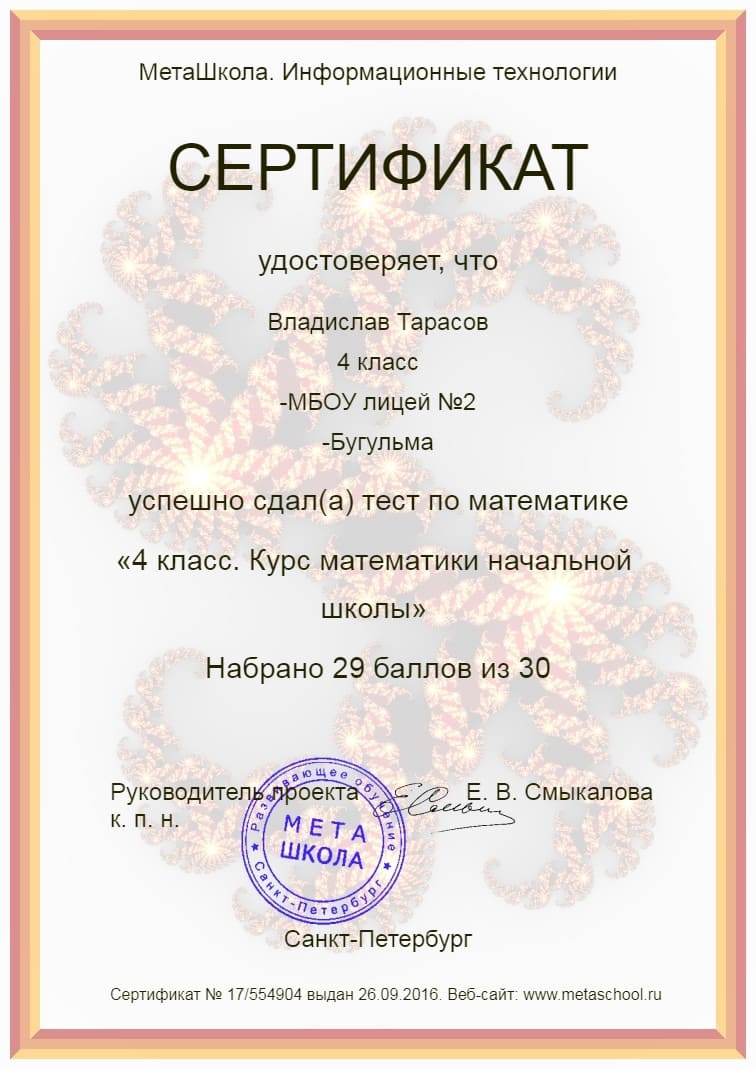 МетаШкола. Информационные технологии
СЕРТИФИКАТ
удостоверяет, что
Владислав Тарасов
4 класс
-МБОУ лицей №2
-Бугульма
успешно сдал(а) тест по математике
«4 класс. Курс математики начальной
школы»
Набрано 29 баллов из 30
Руководитель проекта Е. В. Смыкалова
к. п. н.
Развивающее обучение
МЕТА
ШКОЛА
Санкт-Петербург
Санкт-Петербург
Сертификат № 17/554904 выдан 26.09.2016. Веб-сайт: www.metaschool.ru